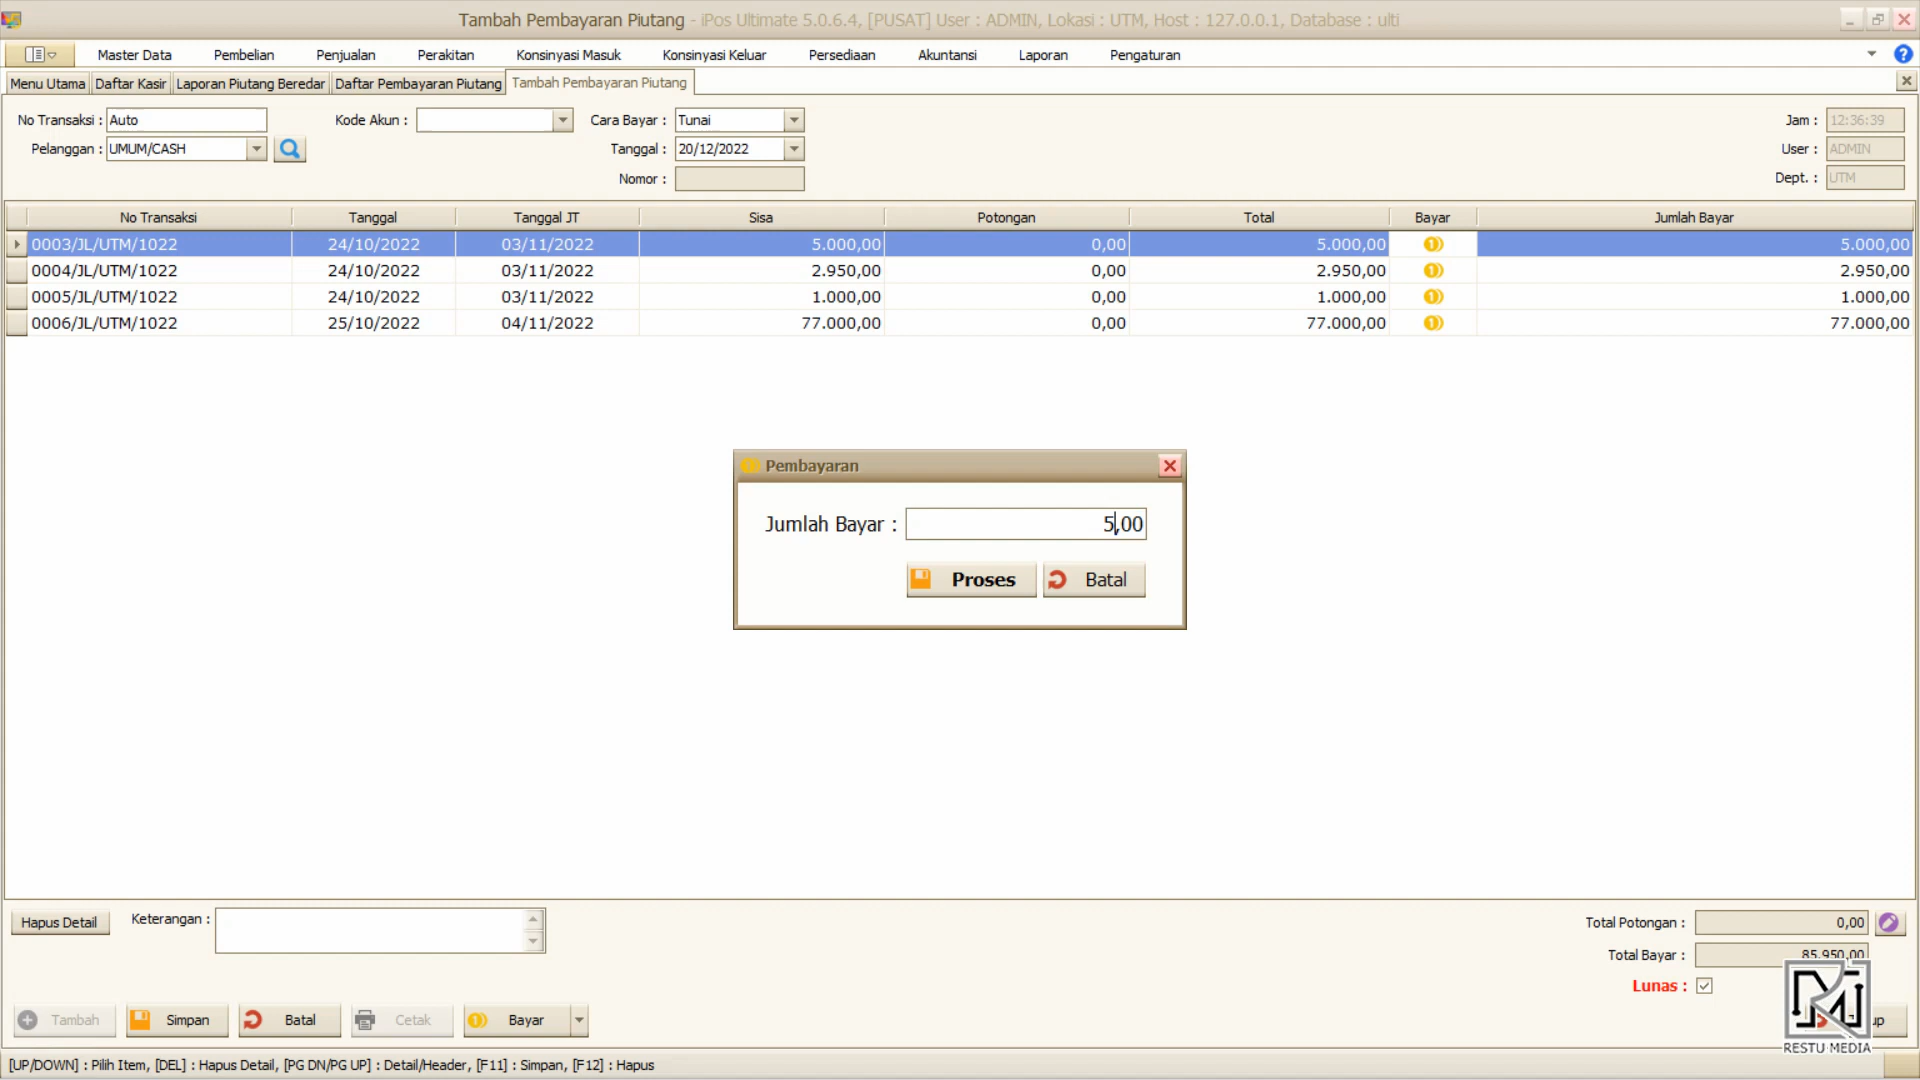 Tambah Pembayaran Piutang - iPos Ultimate 5.0.6.4, [PUSAT] User : ADMIN, Lokasi : UTM, Host : 127.0.0.1, Database : ulti
Master Data Pembelian Penjualan Perakitan Konsinyasi Masuk Konsinyasi Keluar Persediaan Akuntansi Laporan Pengaturan
Menu Utama Daftar Kasir Laporan Piutang Beredar Daftar Pembayaran Piutang Tambah Pembayaran Piutang
No Transaksi : Auto Kode Akun : Cara Bayar : Tunai Jam : 12:36:39
Pelanggan : UMUM/CASH Tanggal : 20/12/2022 User : ADMIN
Nomor : Dept. : UTM
No Transaksi Tanggal Tanggal JT Sisa Potongan Total Bayar Jumlah Bayar
0003/JL/UTM/1022 24/10/2022 03/11/2022 5.000,00 0,00 5.000,00 5.000,00
0004/JL/UTM/1022 24/10/2022 03/11/2022 2.950,00 0,00 2.950,00 2.950,00
0005/JL/UTM/1022 24/10/2022 03/11/2022 1.000,00 0,00 1.000,00 1.000,00
0006/JL/UTM/1022 25/10/2022 04/11/2022 77.000,00 0,00 77.000,00 77.000,00
Pembayaran
Jumlah Bayar : 5,00
Proses Batal
Hapus Detail Keterangan : Total Potongan : 0,00
Total Bayar : 85.950,00
Lunas :
Tambah Simpan Batal Cetak Bayar
RESTU MEDIA
[UP/DOWN] : Pilih Item, [DEL] : Hapus Detail, [PG DN/PG UP] : Detail/Header, [F11] : Simpan, [F12] : Hapus